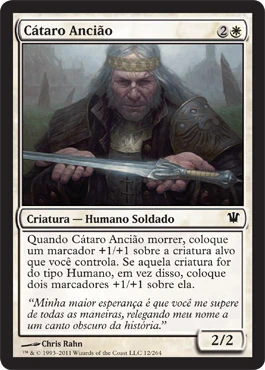 Cátaro Ancião 2
Criatura — Humano Soldado
Quando Cátaro Ancião morrer, coloque
um marcador +1/+1 sobre a criatura alvo
que você controla. Se aquela criatura for
do tipo Humano, em vez disso, coloque
dois marcadores +1/+1 sobre ela.
“Minha maior esperança é que você me supere
de todas as maneiras, relegando meu nome a
um canto obscuro da história.”
2/2
Chris Rahn
™ & © 1993-2011 Wizards of the Coast LLC 12/264